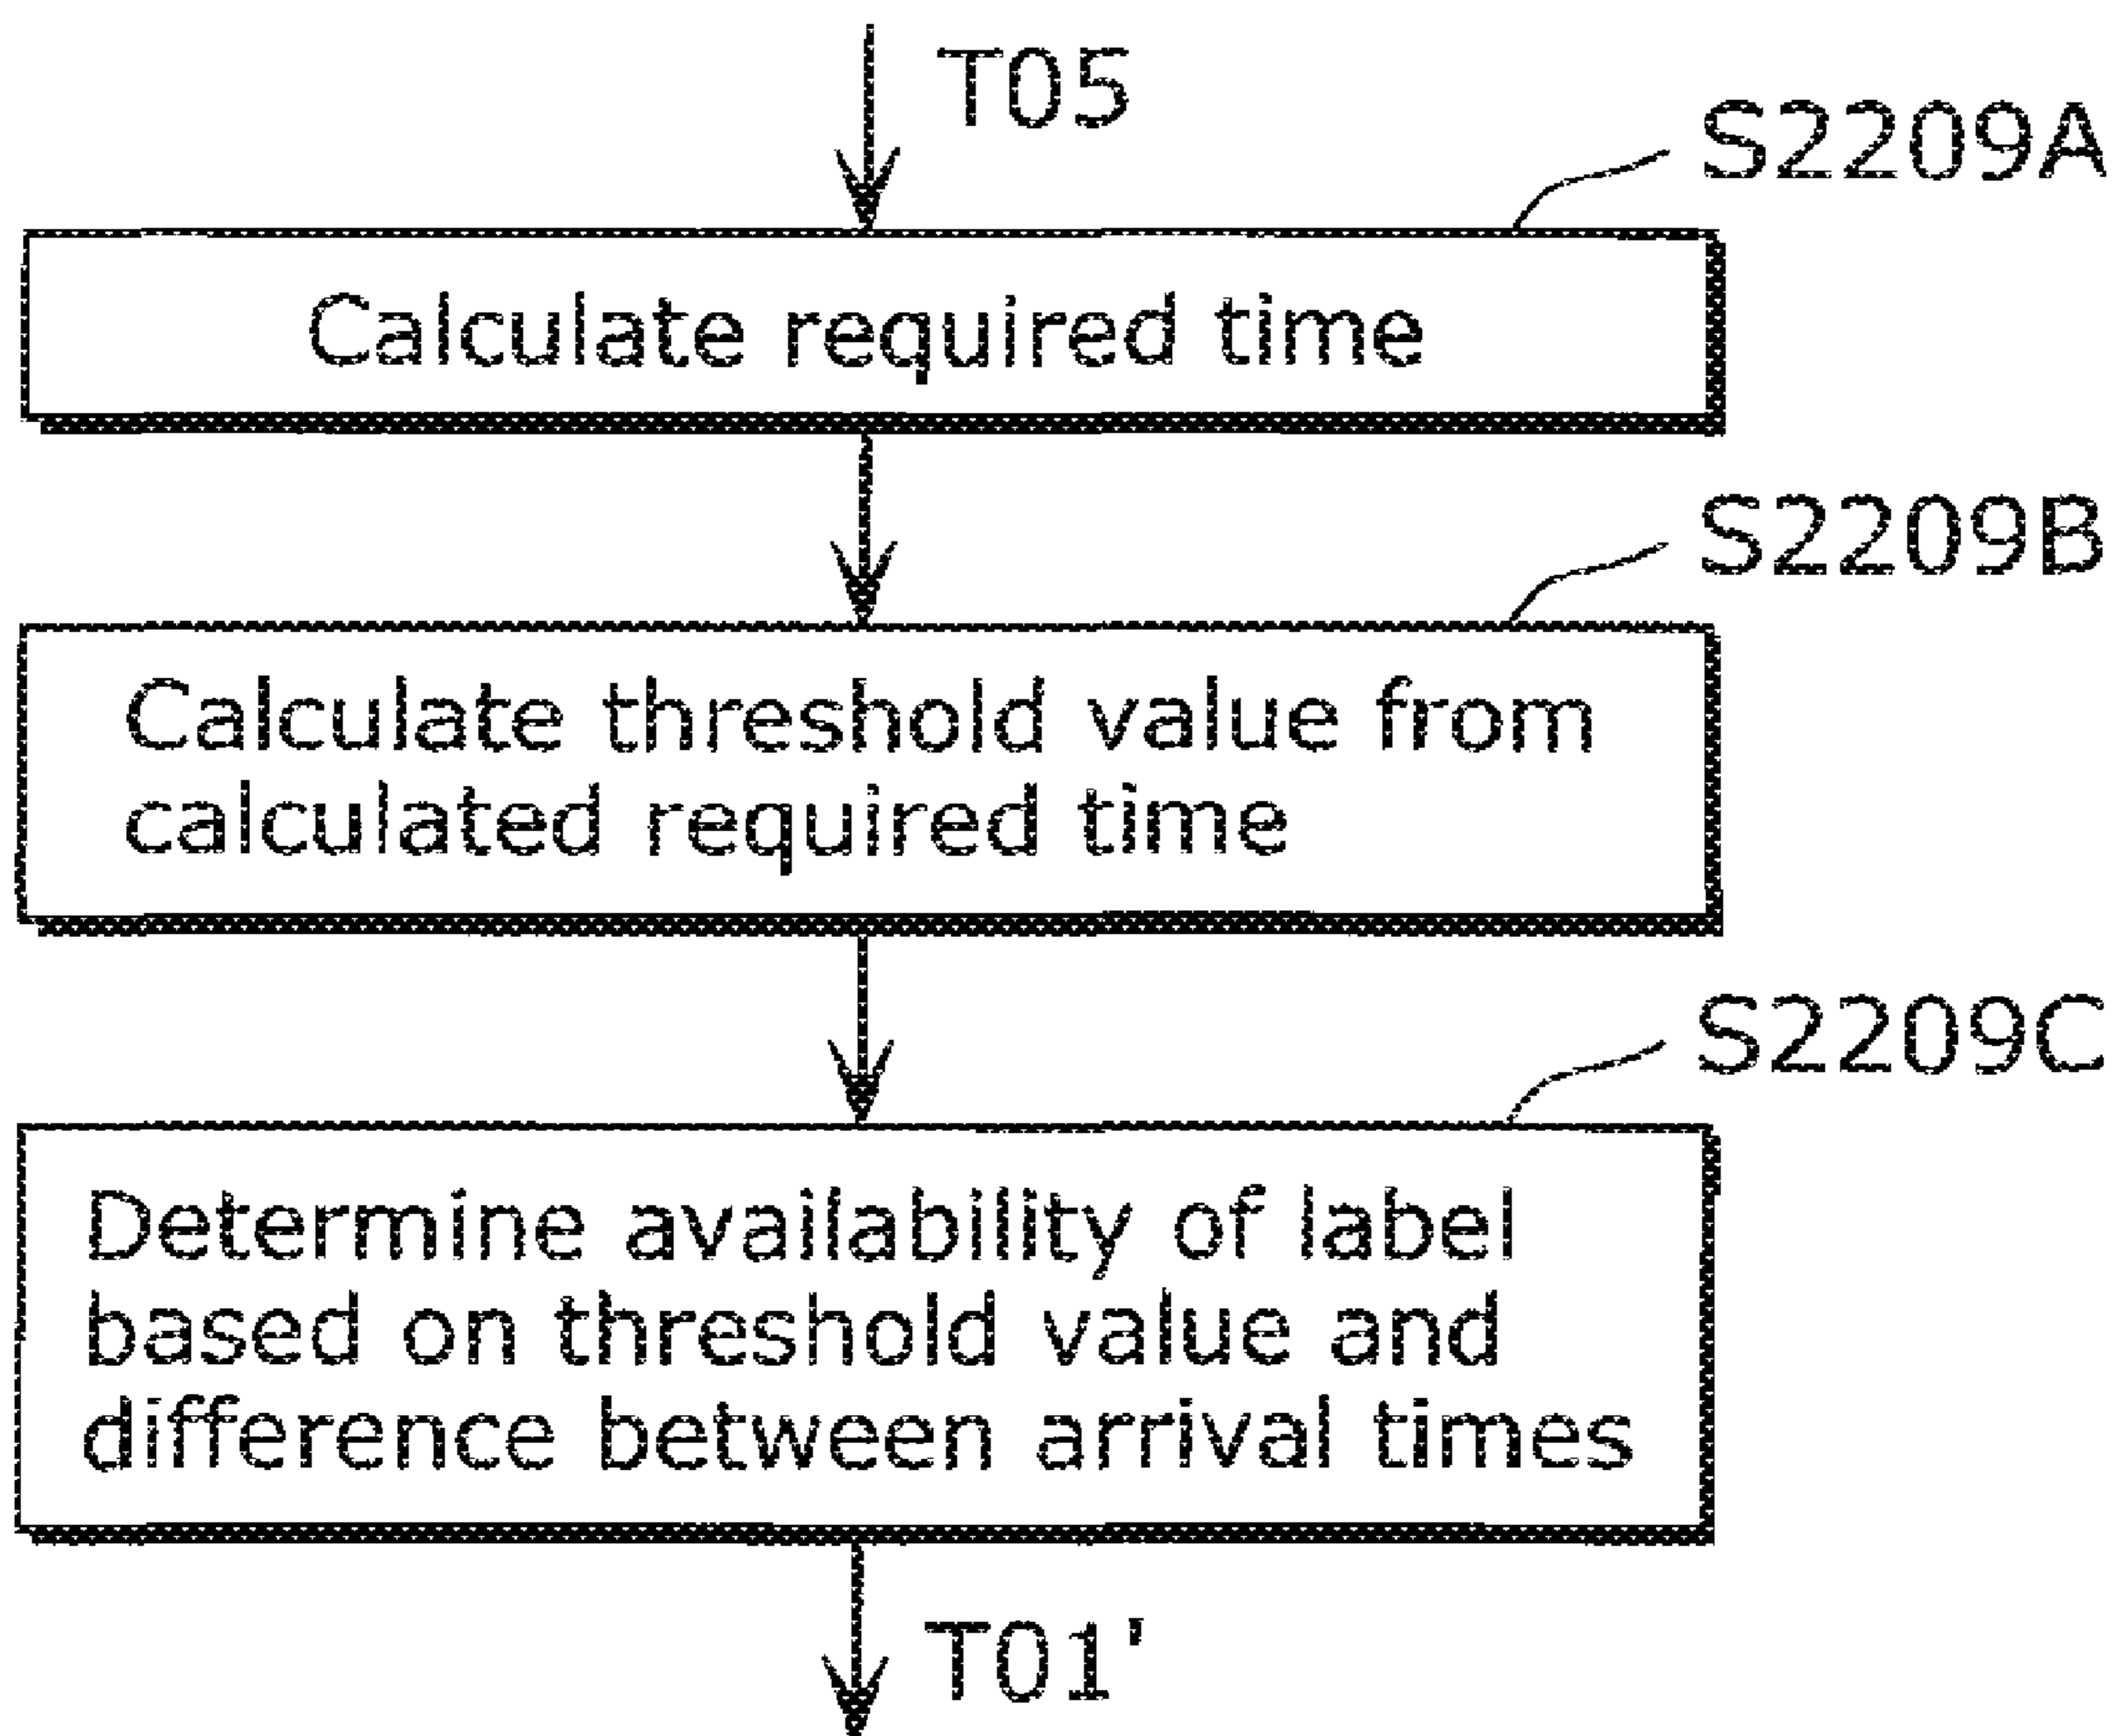 T05
S2209A
Calculate required time
S2209B
Calculate threshold value from
calculated required time
S2209C
Determine availability of label
based on threshold value and
difference between arrival times
T01'